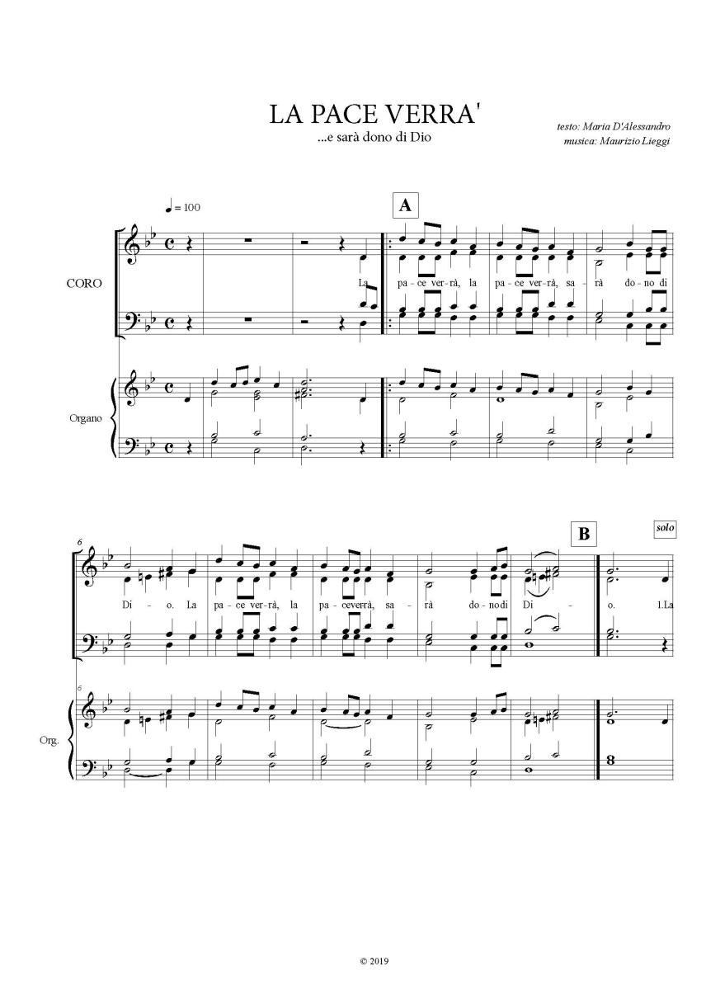 LA PACE VERRA'
...e sarà dono di Dio
testo: Maria D'Alessandro
musica: Maurizio Lieggi
= 100
A
CORO
La pa - ce ver-rà, la pa - ce ver-rà, sa - rà do - no di
Organo
6
B
solo
Di - o. La pa - ce ver-rà, la pa-ceverrà, sa - rà do-nodi Di - o. 1.La
6
Org.
© 2019